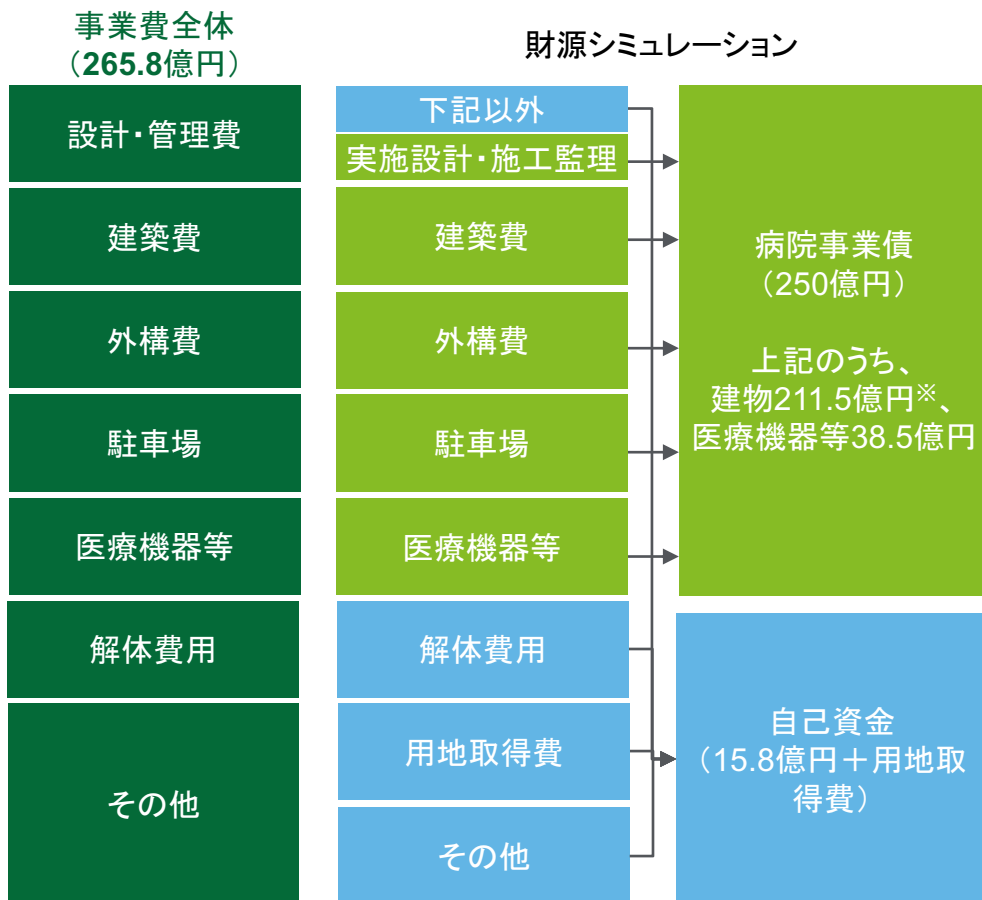 事業費全体
（265.8億円）
財源シミュレーション
設計・管理費
建築費
外構費
駐車場
医療機器等
解体費用
その他
下記以外
実施設計・施工監理
建築費
外構費
駐車場
医療機器等
解体費用
用地取得費
その他
病院事業債
（250億円）
上記のうち、
建物211.5億円※、
医療機器等38.5億円
自己資金
（15.8億円＋用地取
得費）